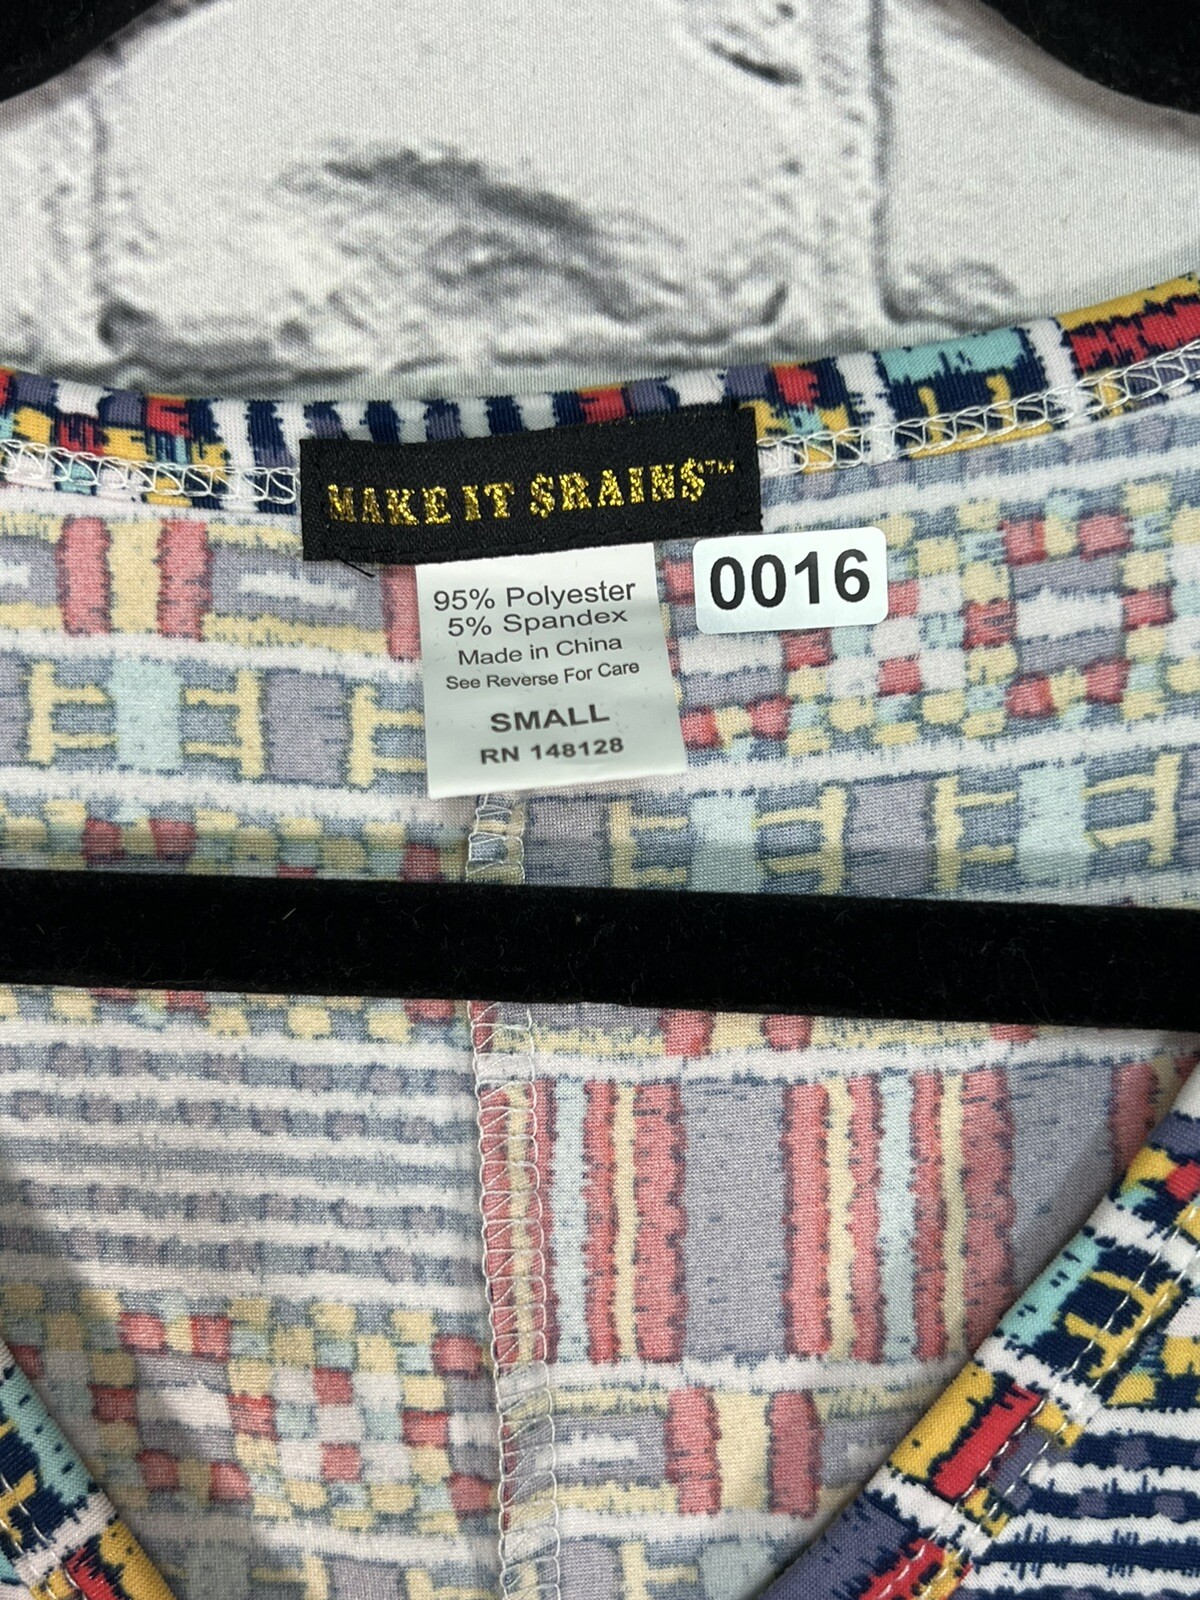 MAKE IT $RAIN$™
0016
95% Polyester
5% Spandex
Made in China
See Reverse For Care
SMALL
RN 148128